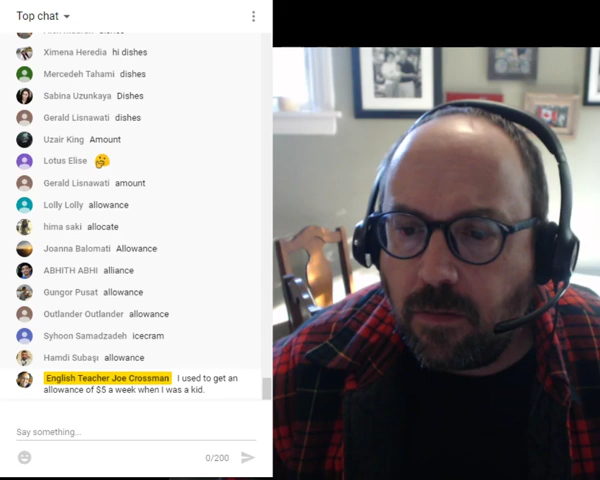 Top chat
Ximena Heredia hi dishes
Mercedeh Tahami dishes
Sabina Uzunkaya Dishes
Gerald Lisnawati dishes
Uzair King Amount
Lotus Elise
Gerald Lisnawati amount
Lolly Lolly allowance
hima saki allocate
Joanna Balomati Allowance
ABHITH ABHI alliance
Gungor Pusat allowance
Outlander Outlander allowance
Syhoon Samadzadeh icecram
Hamdi Subaşı allowance
English Teacher Joe Crossman I used to get an
allowance of $5 a week when I was a kid.
Say something...
0/200